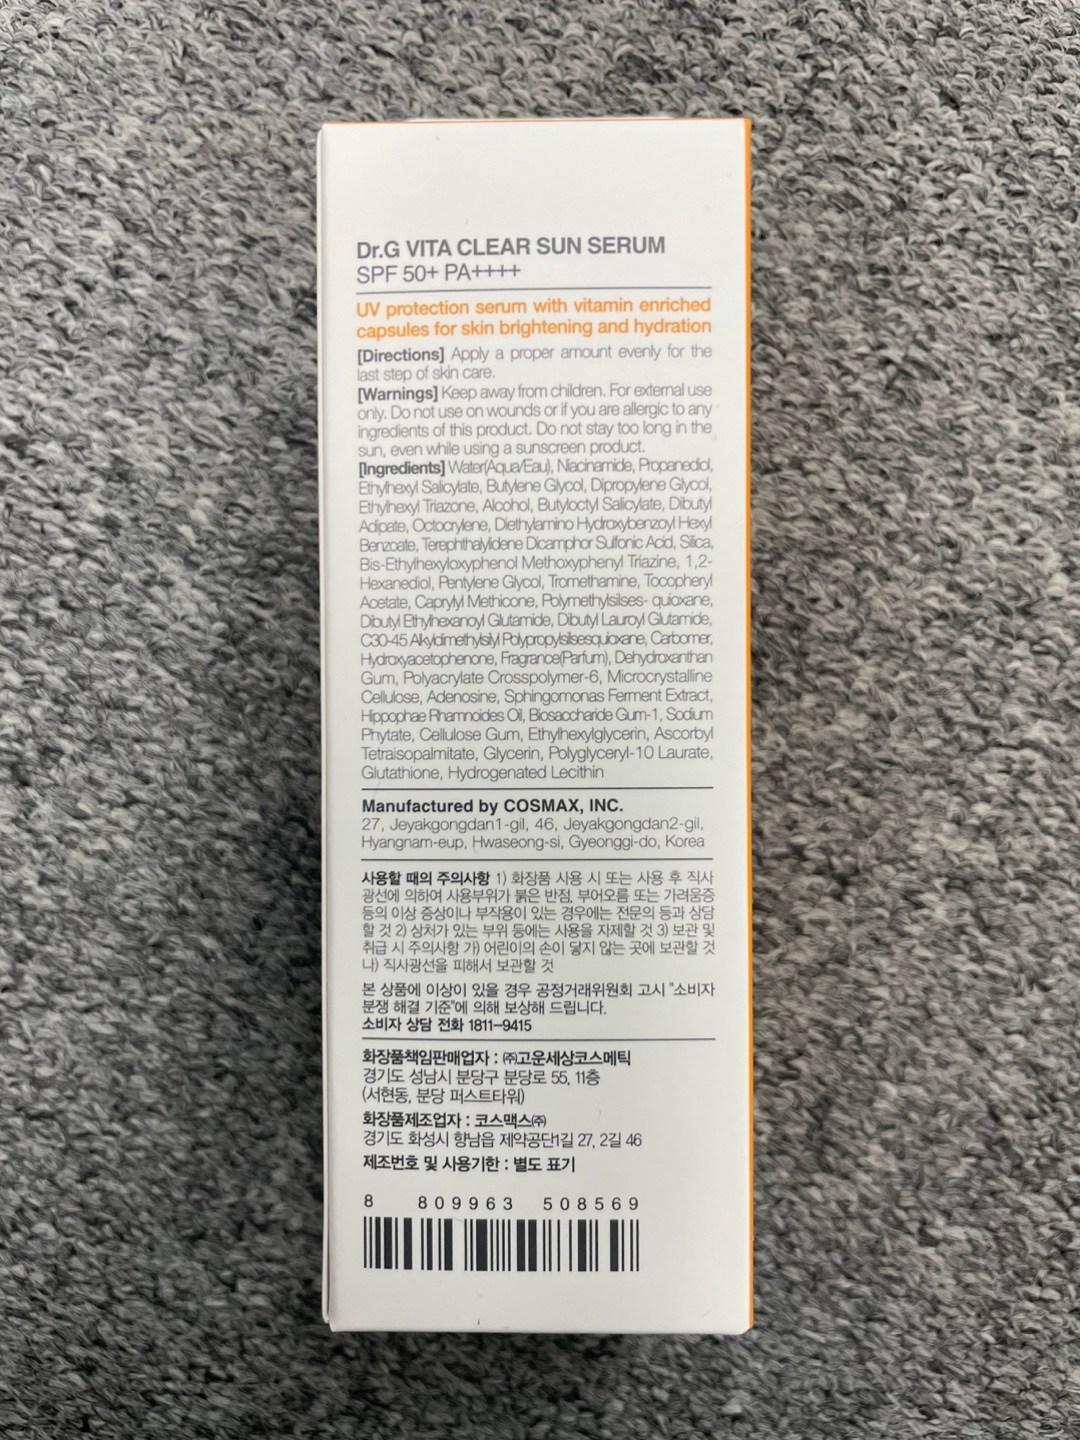 Dr.G VITA CLEAR SUN SERUM
SPF 50+ PA++++
UV protection serum with vitamin enriched
capsules for skin brightening and hydration
[Directions] Apply a proper amount evenly for the
last step of skin care.
[Warnings] Keep away from children. For external use
only. Do not use on wounds or if you are allergic to any
ingredients of this product. Do not stay too long in the
sun, even while using a sunscreen product.
[Ingredients] Water(Aqua/Eau), Niacinamide, Propanediol,
Ethylhexyl Salicylate, Butylene Glycol, Dipropylene Glycol,
Ethylhexyl Triazone, Alcohol, Butyloctyl Salicylate, Dibutyl
Adipate, Octocrylene, Diethylamino Hydroxybenzoyl Hexyl
Benzoate, Terephthalylidene Dicamphor Sulfonic Acid, Silica,
Bis-Ethylhexyloxyphenol Methoxyphenyl Triazine, 1,2-
Hexanediol, Pentylene Glycol, Tromethamine, Tocopheryl
Acetate, Caprylyl Methicone, Polymethylsilses- quioxane,
Dibutyl Ethylhexanoyl Glutamide, Dibutyl Lauroyl Glutamide,
C30-45 Alkyldimethylsilyl Polypropylsilsesquioxane, Carbomer,
Hydroxyacetophenone, Fragrance(Parfum), Dehydroxanthan
Gum, Polyacrylate Crosspolymer-6, Microcrystalline
Cellulose, Adenosine, Sphingomonas Ferment Extract,
Hippophae Rhamnoides Oil, Biosaccharide Gum-1, Sodium
Phytate, Cellulose Gum, Ethylhexylglycerin, Ascorbyl
Tetraisopalmitate, Glycerin, Polyglyceryl-10 Laurate,
Glutathione, Hydrogenated Lecithin
Manufactured by COSMAX, INC.
27, Jeyakgongdan1-gil, 46, Jeyakgongdan2-gil,
Hyangnam-eup, Hwaseong-si, Gyeonggi-do, Korea
사용할 때의 주의사항 1) 화장품 사용 시 또는 사용 후 직사
광선에 의하여 사용부위가 붉은 반점, 부어오름 또는 가려움증
등의 이상 증상이나 부작용이 있는 경우에는 전문의 등과 상담
할 것 2) 상처가 있는 부위 등에는 사용을 자제할 것 3) 보관 및
취급 시 주의사항 가) 어린이의 손이 닿지 않는 곳에 보관할 것
나) 직사광선을 피해서 보관할 것
본 상품에 이상이 있을 경우 공정거래위원회 고시 "소비자
분쟁 해결 기준"에 의해 보상해 드립니다.
소비자 상담 전화 1811-9415
화장품책임판매업자 : ㈜고운세상코스메틱
경기도 성남시 분당구 분당로 55, 11층
(서현동, 분당 퍼스트타워)
화장품제조업자 : 코스맥스㈜
경기도 화성시 향남읍 제약공단1길 27, 2길 46
제조번호 및 사용기한 : 별도 표기
8 809963 508569